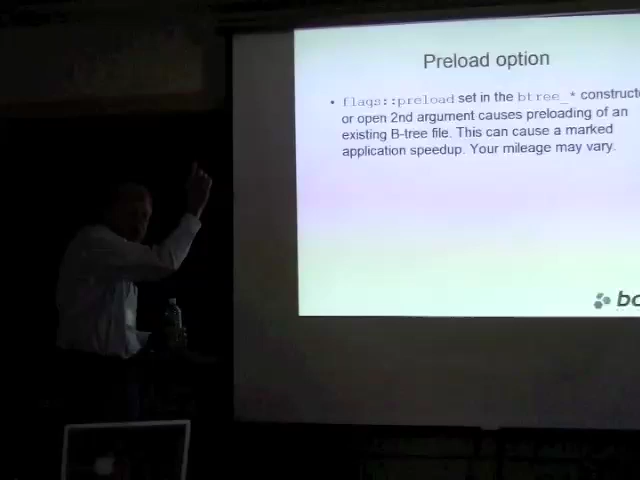 Preload option
• flags::preload set in the btree_* construct
or open 2nd argument causes preloading of an
existing B-tree file. This can cause a marked
application speedup. Your mileage may vary.
bo